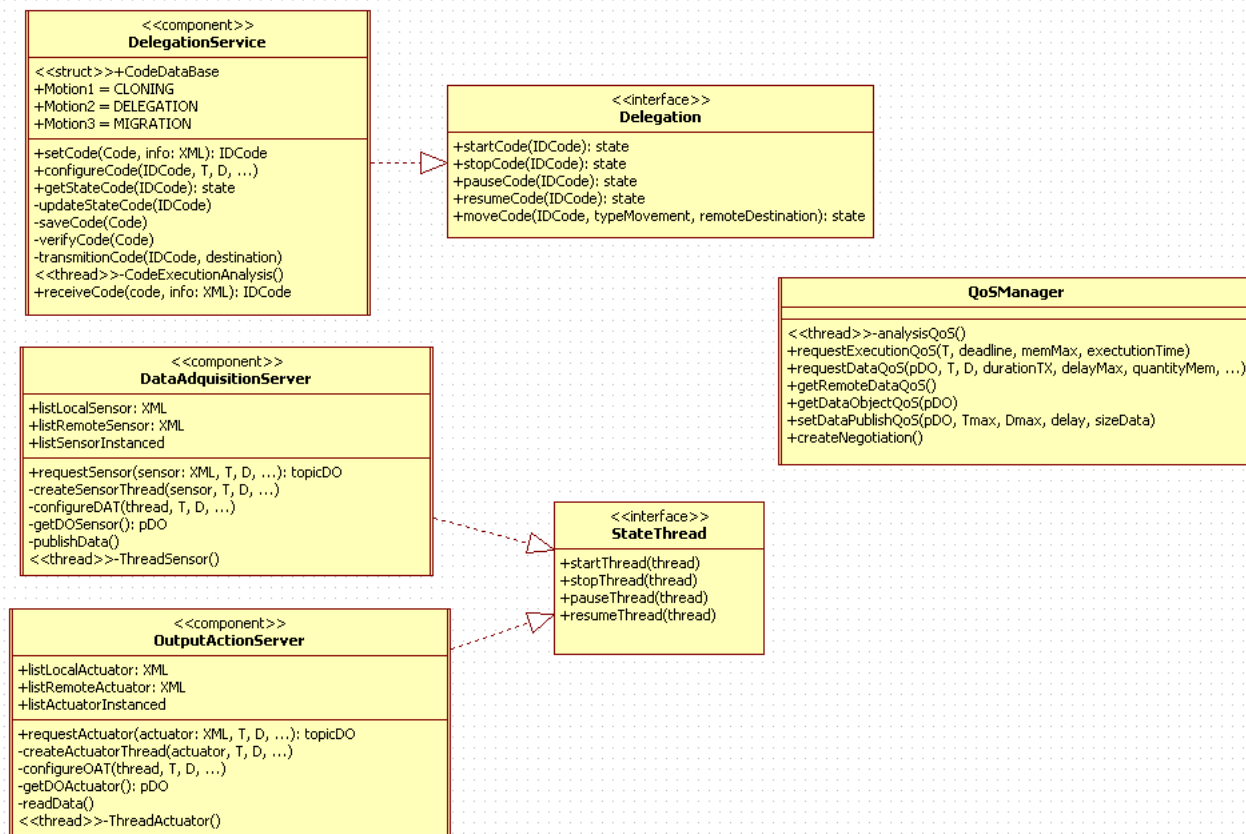 <<component>>
DelegationService
<<struct>>+CodeDataBase
+Motion1 = CLONING
+Motion2 = DELEGATION
+Motion3 = MIGRATION
+setCode(Code, info: XML): IDCode
+configureCode(IDCode, T, D, ...)
+getStateCode(IDCode): state
-updateStateCode(IDCode)
-saveCode(Code)
-verifyCode(Code)
-transmitionCode(IDCode, destination)
<<thread>>-CodeExecutionAnalysis()
+receiveCode(code, info: XML): IDCode
<<interface>>
Delegation
+startCode(IDCode): state
+stopCode(IDCode): state
+pauseCode(IDCode): state
+resumeCode(IDCode): state
+moveCode(IDCode, typeMovement, remoteDestination): state
QoSManager
<<thread>>-analysisQoS()
+requestExecutionQoS(T, deadline, memMax, exectutionTime)
+requestDataQoS(pDO, T, D, durationTX, delayMax, quantityMem, ...)
+getRemoteDataQoS()
+getDataObjectQoS(pDO)
+setDataPublishQoS(pDO, Tmax, Dmax, delay, sizeData)
+createNegotiation()
<<component>>
DataAdquisitionServer
+listLocalSensor: XML
+listRemoteSensor: XML
+listSensorInstanced
+requestSensor(sensor: XML, T, D, ...): topicDO
-createSensorThread(sensor, T, D, ...)
-configureDAT(thread, T, D, ...)
-getDOSensor(): pDO
-publishData()
<<thread>>-ThreadSensor()
<<interface>>
StateThread
+startThread(thread)
+stopThread(thread)
+pauseThread(thread)
+resumeThread(thread)
<<component>>
OutputActionServer
+listLocalActuator: XML
+listRemoteActuator: XML
+listActuatorInstanced
+requestActuator(actuator: XML, T, D, ...): topicDO
-createActuatorThread(actuator, T, D, ...)
-configureOAT(thread, T, D, ...)
-getDOActuator(): pDO
-readData()
<<thread>>-ThreadActuator()